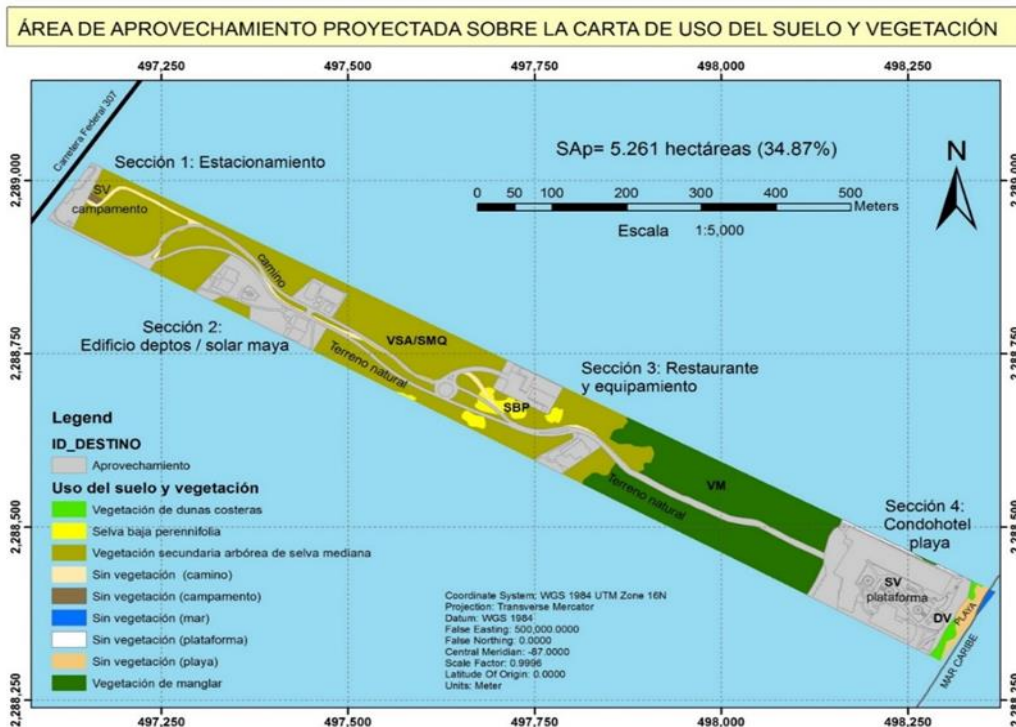 ÁREA DE APROVECHAMIENTO PROYECTADA SOBRE LA CARTA DE USO DEL SUELO Y VEGETACIÓN
497,250 497,500 497,750 498,000 498,250
Carretera Federal 307
Sección 1: Estacionamiento
SAp= 5.261 hectáreas (34.87%)
N
2,289,000 2,289,000
SV
campamento
0 50 100 200 300 400 500
Meters
Escala 1:5,000
camino
Sección 2:
Edificio deptos / solar maya
VSA/SMQ
Terreno natural
2,288,750 2,288,750
Sección 3: Restaurante
y equipamiento
SBP
VM
Terreno natural
2,288,500 2,288,500
Sección 4:
Condohotel
playa
SV
plataforma
DV
PLAYA
MAR CARIBE
Legend
ID_DESTINO
Aprovechamiento
Uso del suelo y vegetación
Vegetación de dunas costeras
Selva baja perennifolia
Vegetación secundaria arbórea de selva mediana
Sin vegetación (camino)
Sin vegetación (campamento)
Sin vegetación (mar)
Sin vegetación (plataforma)
Sin vegetación (playa)
Vegetación de manglar
Coordinate System: WGS 1984 UTM Zone 16N
Projection: Transverse Mercator
Datum: WGS 1984
False Easting: 500,000.0000
False Northing: 0.0000
Central Meridian: -87.0000
Scale Factor: 0.9996
Latitude Of Origin: 0.0000
Units: Meter
2,288,250 2,288,250
497,250 497,500 497,750 498,000 498,250